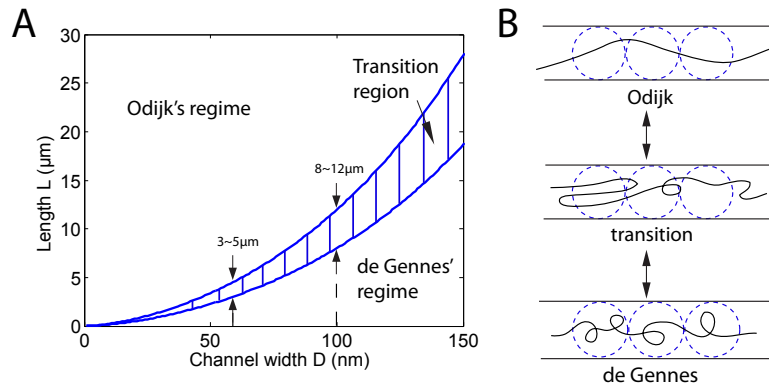 A
30
25
20
15
10
5
0
Length L (μm)
Odijk's regime
Transition
region
8~12μm
3~5μm
de Gennes'
regime
0
50
100
150
Channel width D (nm)
B
Odijk
transition
de Gennes